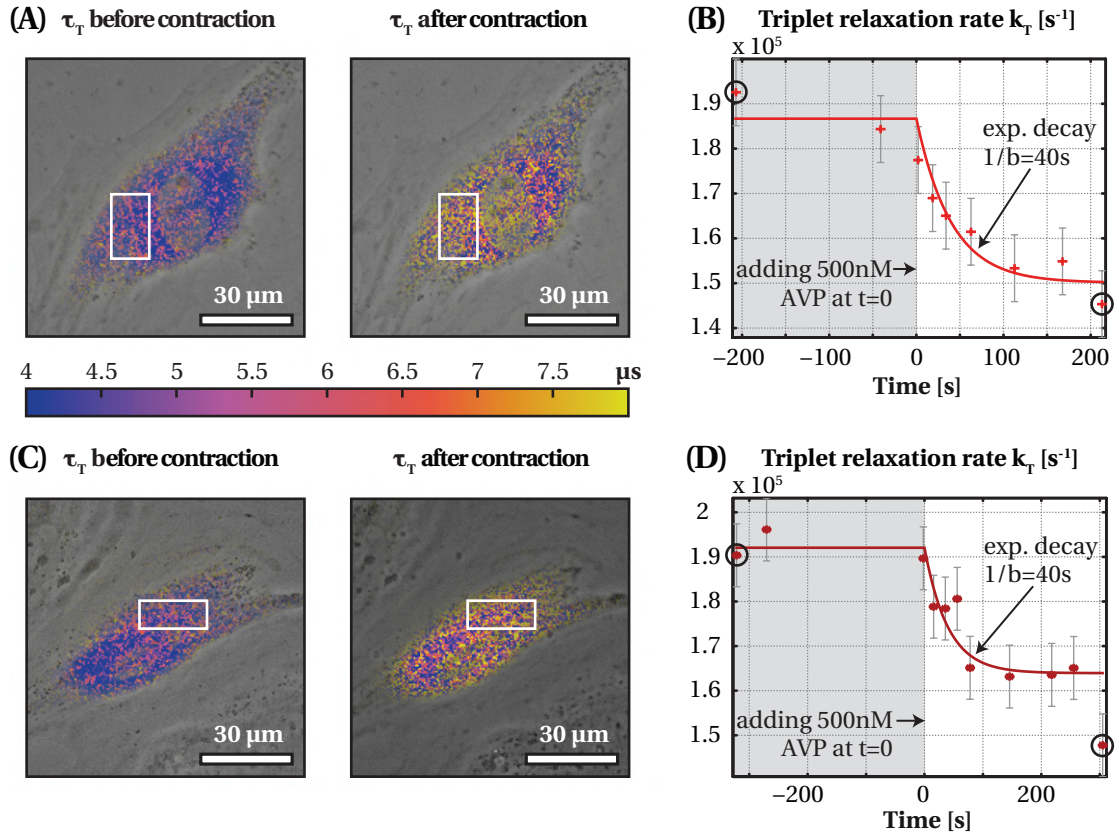 (A)
τT before contraction
τT after contraction
30 µm
30 µm
4 4.5 5 5.5 6 6.5 7 7.5 µs
(B) Triplet relaxation rate kT [s-1]
x 10⁵
1.9
1.8
1.7
1.6
1.5
1.4
exp. decay
1/b=40s
adding 500nM
AVP at t=0
−200 −100 0 100 200
Time [s]
(C)
τT before contraction
τT after contraction
30 µm
30 µm
(D) Triplet relaxation rate kT [s-1]
x 10⁵
2
1.9
1.8
1.7
1.6
1.5
exp. decay
1/b=40s
adding 500nM
AVP at t=0
−200 0 200
Time [s]